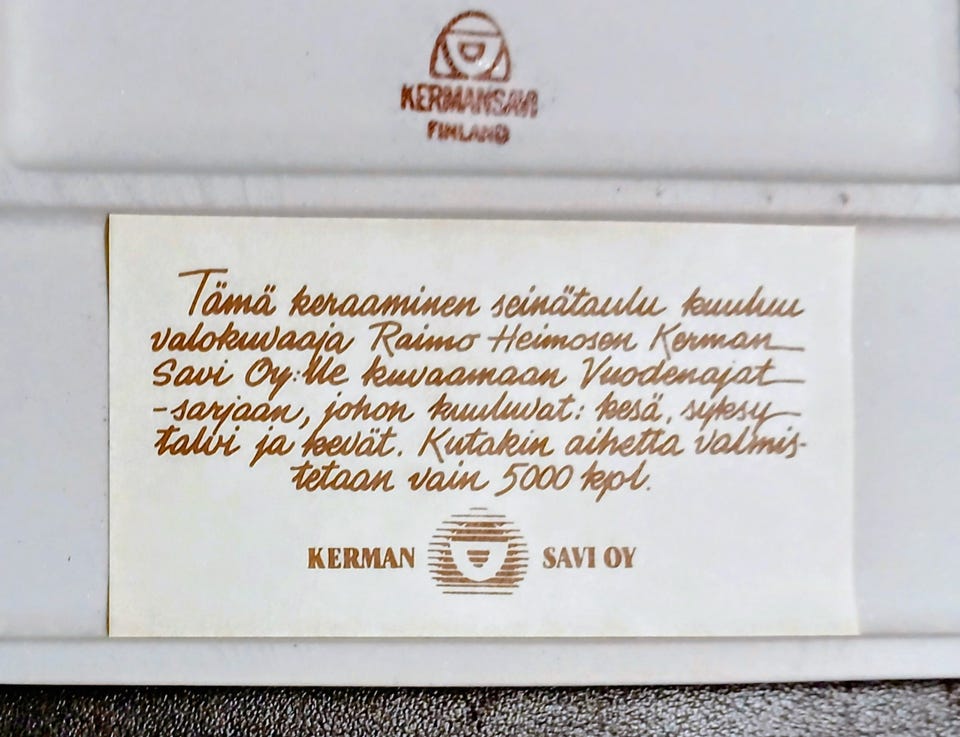 KERMANSAVI
FINLAND
Tämä keraaminen seinätaulu kuuluu
valokuvaaja Raimo Heimosen Kerman
Savi Oy:lle kuvaamaan Vuodenajat
-sarjaan, johon kuuluvat: kesä, syksy
talvi ja kevät. Kutakin aihetta valmis-
tetaan vain 5000 kpl.
KERMAN SAVI OY